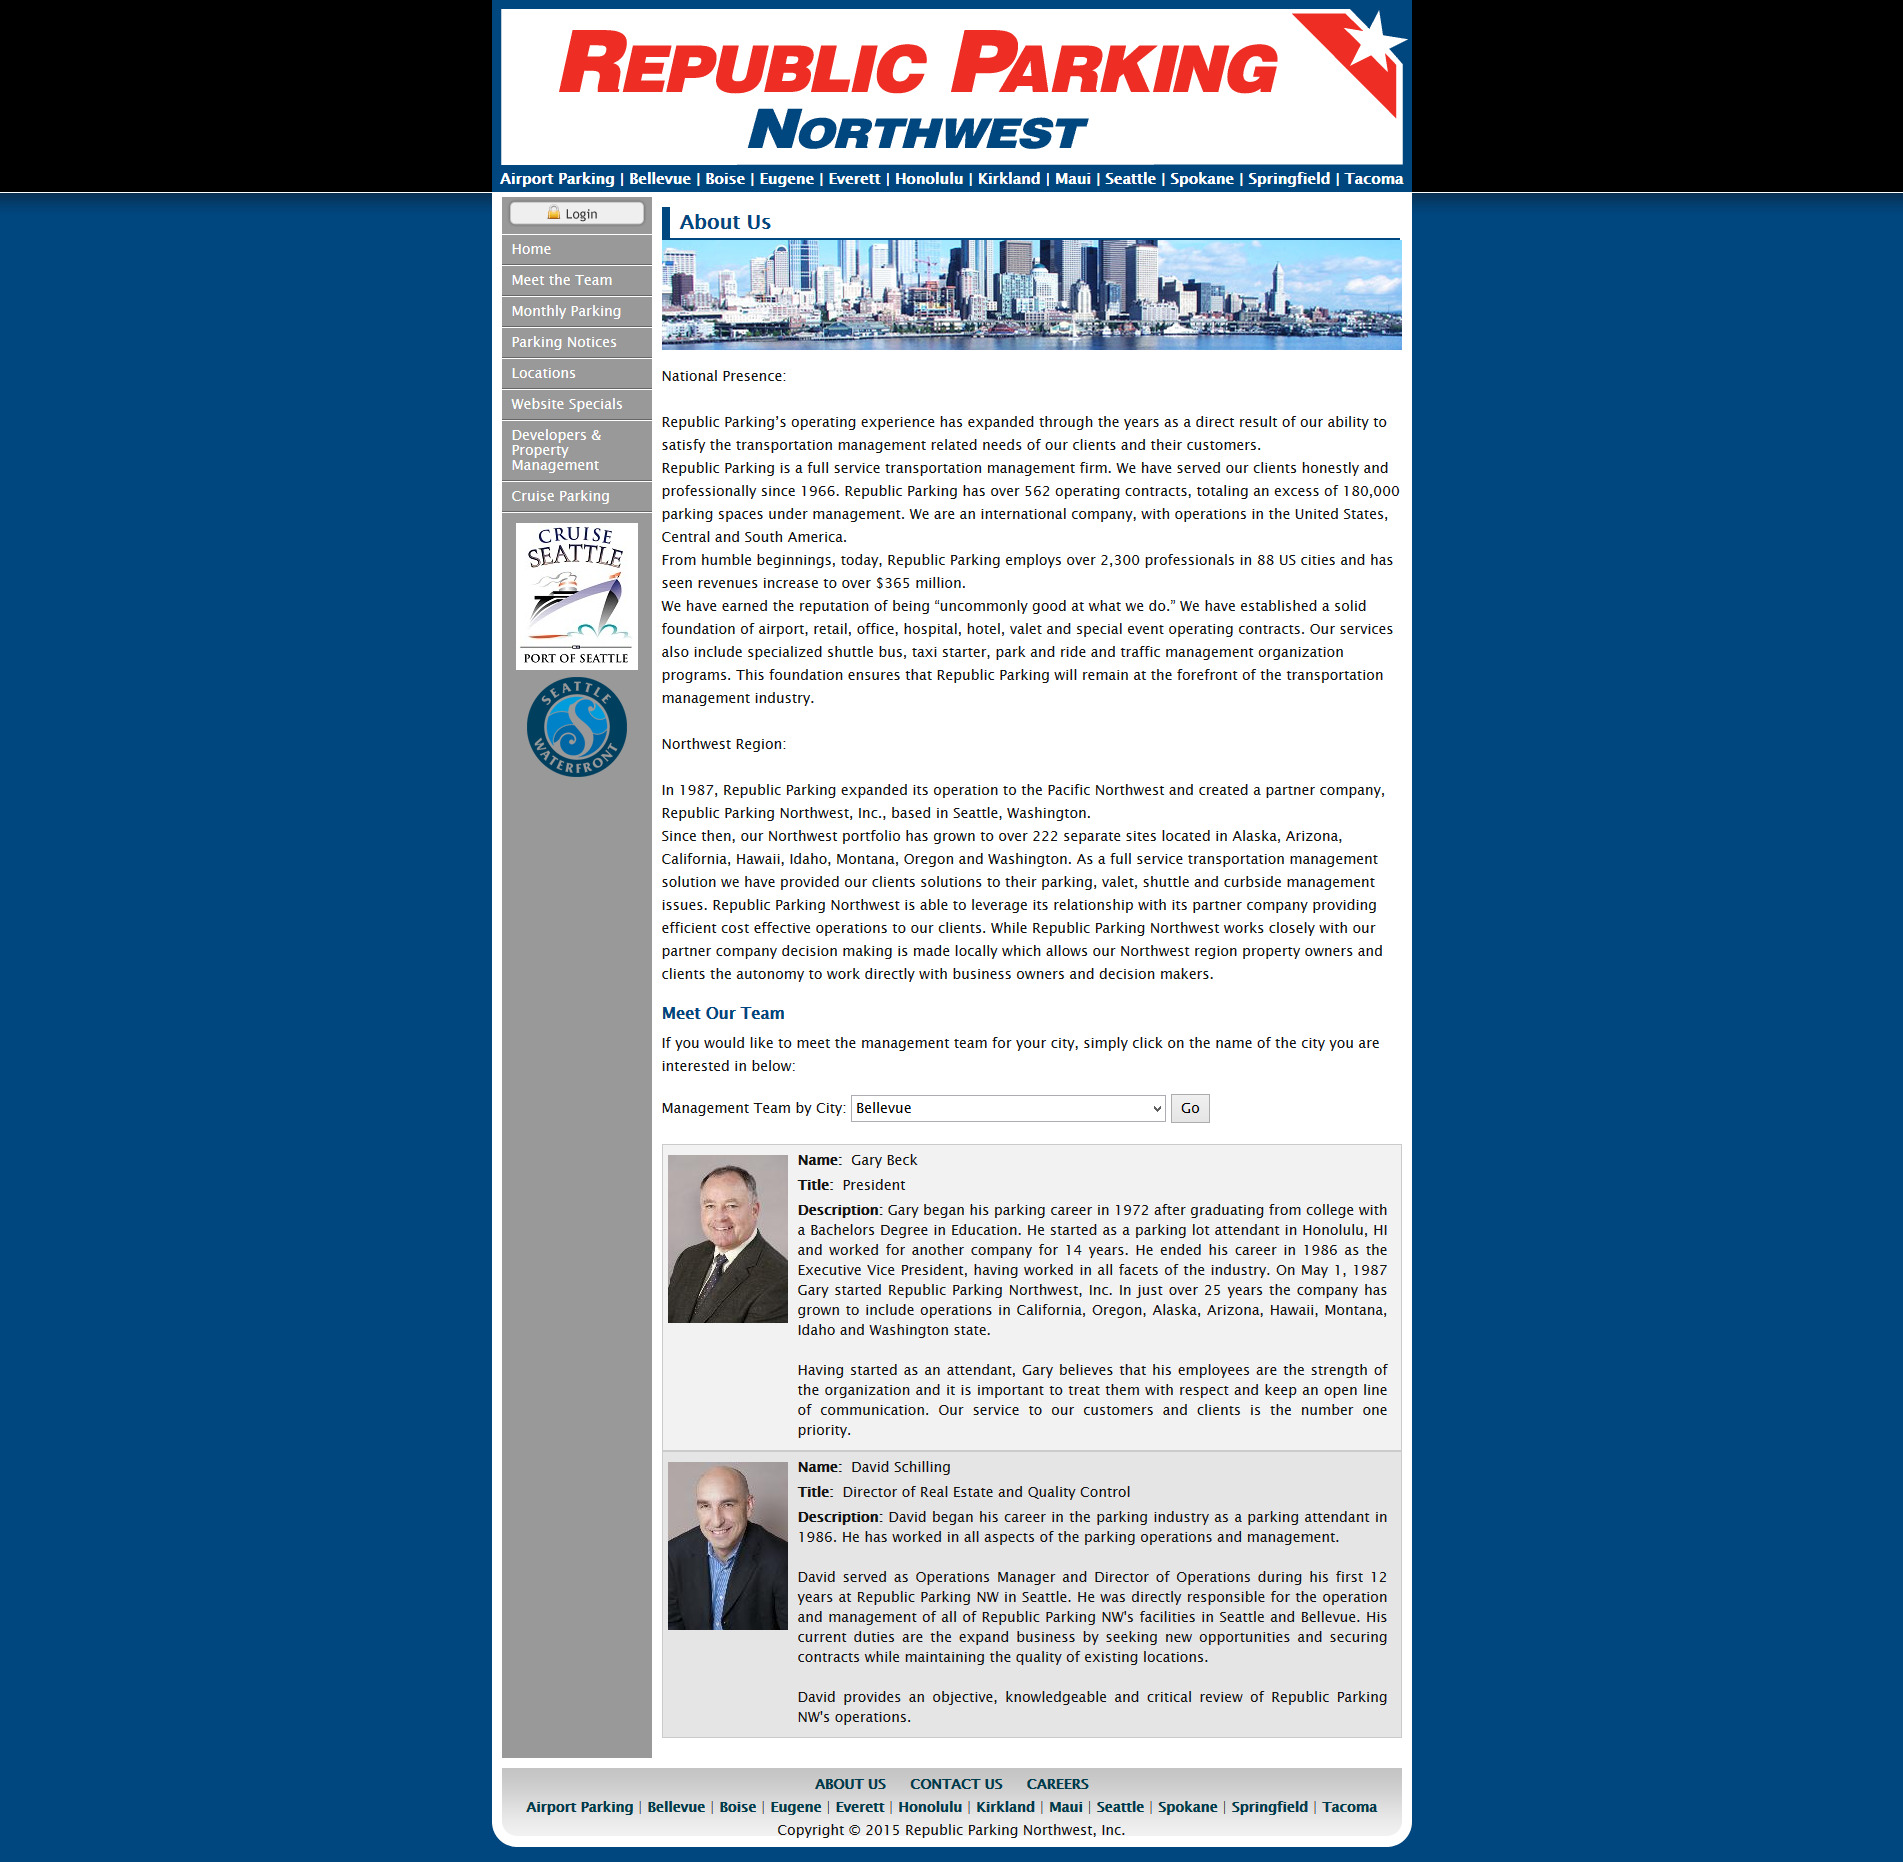 REPUBLIC PARKING
NORTHWEST
Airport Parking | Bellevue | Boise | Eugene | Everett | Honolulu | Kirkland | Maui | Seattle | Spokane | Springfield | Tacoma
Login
Home
Meet the Team
Monthly Parking
Parking Notices
Locations
Website Specials
Developers &
Property
Management
Cruise Parking
CRUISE
SEATTLE
PORT OF SEATTLE
SEATTLE
WATERFRONT
About Us
National Presence:
Republic Parking’s operating experience has expanded through the years as a direct result of our ability to
satisfy the transportation management related needs of our clients and their customers.
Republic Parking is a full service transportation management firm. We have served our clients honestly and
professionally since 1966. Republic Parking has over 562 operating contracts, totaling an excess of 180,000
parking spaces under management. We are an international company, with operations in the United States,
Central and South America.
From humble beginnings, today, Republic Parking employs over 2,300 professionals in 88 US cities and has
seen revenues increase to over $365 million.
We have earned the reputation of being “uncommonly good at what we do.” We have established a solid
foundation of airport, retail, office, hospital, hotel, valet and special event operating contracts. Our services
also include specialized shuttle bus, taxi starter, park and ride and traffic management organization
programs. This foundation ensures that Republic Parking will remain at the forefront of the transportation
management industry.
Northwest Region:
In 1987, Republic Parking expanded its operation to the Pacific Northwest and created a partner company,
Republic Parking Northwest, Inc., based in Seattle, Washington.
Since then, our Northwest portfolio has grown to over 222 separate sites located in Alaska, Arizona,
California, Hawaii, Idaho, Montana, Oregon and Washington. As a full service transportation management
solution we have provided our clients solutions to their parking, valet, shuttle and curbside management
issues. Republic Parking Northwest is able to leverage its relationship with its partner company providing
efficient cost effective operations to our clients. While Republic Parking Northwest works closely with our
partner company decision making is made locally which allows our Northwest region property owners and
clients the autonomy to work directly with business owners and decision makers.
Meet Our Team
If you would like to meet the management team for your city, simply click on the name of the city you are
interested in below:
Management Team by City: Bellevue Go
Name: Gary Beck
Title: President
Description: Gary began his parking career in 1972 after graduating from college with
a Bachelors Degree in Education. He started as a parking lot attendant in Honolulu, HI
and worked for another company for 14 years. He ended his career in 1986 as the
Executive Vice President, having worked in all facets of the industry. On May 1, 1987
Gary started Republic Parking Northwest, Inc. In just over 25 years the company has
grown to include operations in California, Oregon, Alaska, Arizona, Hawaii, Montana,
Idaho and Washington state.
Having started as an attendant, Gary believes that his employees are the strength of
the organization and it is important to treat them with respect and keep an open line
of communication. Our service to our customers and clients is the number one
priority.
Name: David Schilling
Title: Director of Real Estate and Quality Control
Description: David began his career in the parking industry as a parking attendant in
1986. He has worked in all aspects of the parking operations and management.
David served as Operations Manager and Director of Operations during his first 12
years at Republic Parking NW in Seattle. He was directly responsible for the operation
and management of all of Republic Parking NW's facilities in Seattle and Bellevue. His
current duties are the expand business by seeking new opportunities and securing
contracts while maintaining the quality of existing locations.
David provides an objective, knowledgeable and critical review of Republic Parking
NW's operations.
ABOUT US CONTACT US CAREERS
Airport Parking | Bellevue | Boise | Eugene | Everett | Honolulu | Kirkland | Maui | Seattle | Spokane | Springfield | Tacoma
Copyright © 2015 Republic Parking Northwest, Inc.